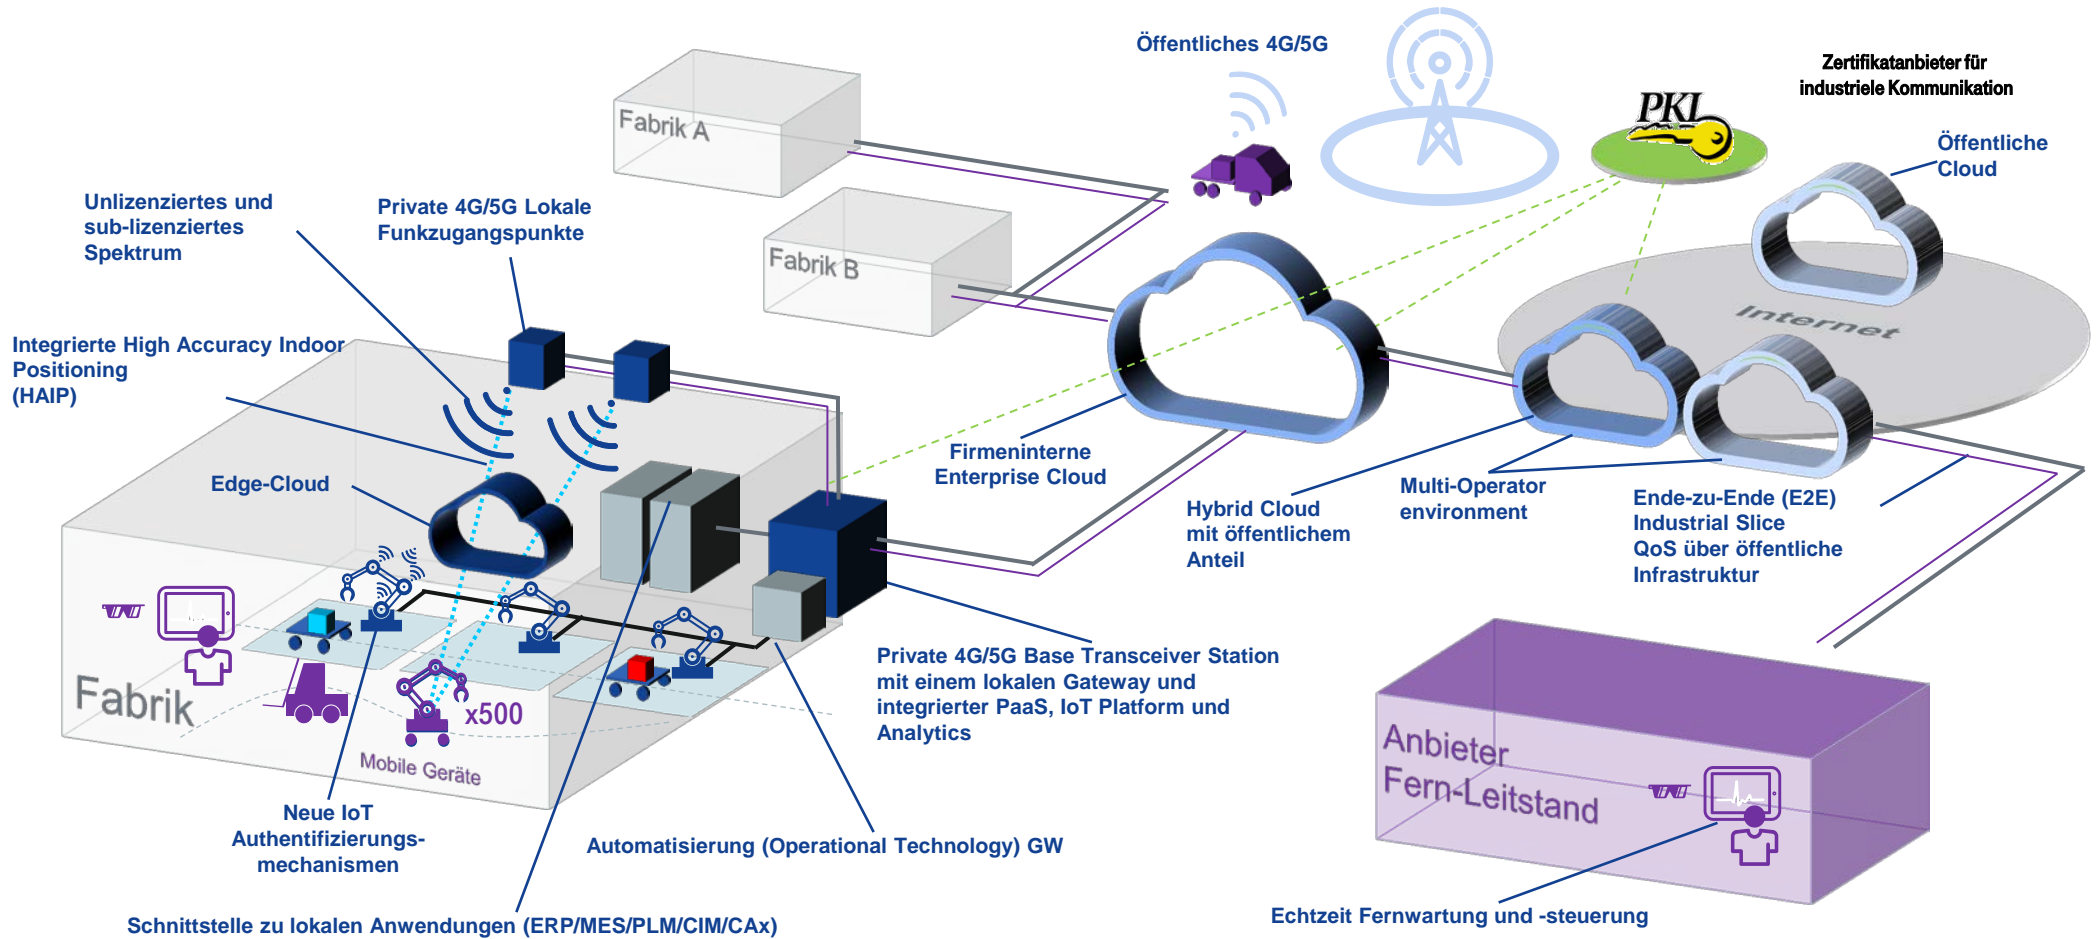 Öffentliches 4G/5G
Zertifikatanbieter für
industriele Kommunikation
PKI
Öffentliche
Cloud
Fabrik A
Fabrik B
Unlizenziertes und
sub-lizenziertes
Spektrum
Private 4G/5G Lokale
Funkzugangspunkte
Internet
Integrierte High Accuracy Indoor
Positioning
(HAIP)
Edge-Cloud
Firmeninterne
Enterprise Cloud
Hybrid Cloud
mit öffentlichem
Anteil
Multi-Operator
environment
Ende-zu-Ende (E2E)
Industrial Slice
QoS über öffentliche
Infrastruktur
Fabrik
x500
Mobile Geräte
Private 4G/5G Base Transceiver Station
mit einem lokalen Gateway und
integrierter PaaS, IoT Platform und
Analytics
Anbieter
Fern-Leitstand
Neue IoT
Authentifizierungs-
mechanismen
Automatisierung (Operational Technology) GW
Schnittstelle zu lokalen Anwendungen (ERP/MES/PLM/CIM/CAx)
Echtzeit Fernwartung und -steuerung